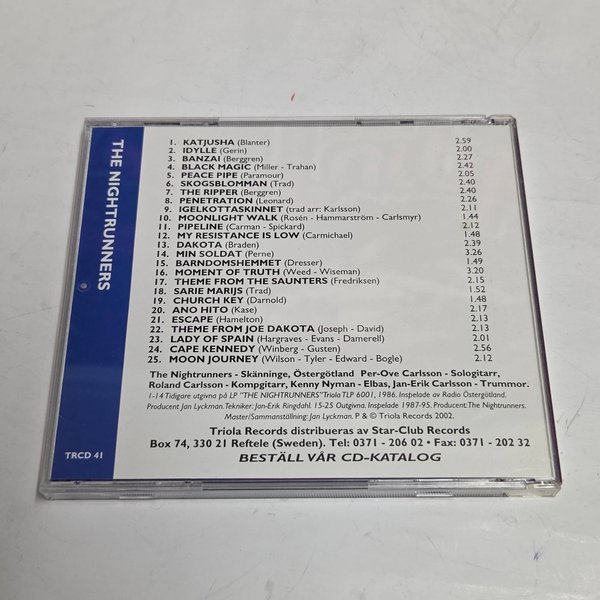 THE NIGHTRUNNERS
1. KATJUSHA (Blanter) 2.59
2. IDYLLE (Gerin) 2.00
3. BANZAI (Berggren) 2.27
4. BLACK MAGIC (Miller - Trahan) 2.42
5. PEACE PIPE (Paramour) 2.05
6. SKOGSBLOMMAN (Trad) 2.40
7. THE RIPPER (Berggren) 2.40
8. PENETRATION (Leonard) 2.26
9. IGELKOTTASKINNET (trad arr: Karlsson) 2.11
10. MOONLIGHT WALK (Rosén - Hammarström - Carlsmyr) 1.44
11. PIPELINE (Carman - Spickard) 2.12
12. MY RESISTANCE IS LOW (Carmichael) 1.48
13. DAKOTA (Braden) 2.39
14. MIN SOLDAT (Perne) 3.26
15. BARNDOMSHEMMET (Dresser) 1.49
16. MOMENT OF TRUTH (Weed - Wiseman) 3.20
17. THEME FROM THE SAUNTERS (Fredriksen) 2.15
18. SARIE MARIJS (Trad) 1.52
19. CHURCH KEY (Darnold) 1.48
20. ANO HITO (Kase) 2.17
21. ESCAPE (Hamelton) 2.13
22. THEME FROM JOE DAKOTA (Joseph - David) 2.13
23. LADY OF SPAIN (Hargraves - Evans - Damerell) 2.01
24. CAPE KENNEDY (Winberg - Gusten) 2.56
25. MOON JOURNEY (Wilson - Tyler - Edward - Bogle) 2.12
The Nightrunners - Skänninge, Östergötland Per-Ove Carlsson - Sologitarr,
Roland Carlsson - Kompgitarr, Kenny Nyman - Elbas, Jan-Erik Carlsson - Trummor.
1-14 Tidigare utgivna på LP "THE NIGHTRUNNERS" Triola TLP 6001, 1986. Inspelade av Radio Östergötland.
Producent Jan Lyckman. Tekniker: Jan-Erik Ringdahl. 15-25 Outgivna. Inspelade 1987-95. Producent: The Nightrunners.
Master/Sammanställning: Jan Lyckman. P & © Triola Records 2002.
Triola Records distribueras av Star-Club Records
Box 74, 330 21 Reftele (Sweden). Tel: 0371 - 206 02 • Fax: 0371 - 202 32
BESTÄLL VÅR CD-KATALOG
TRCD 41